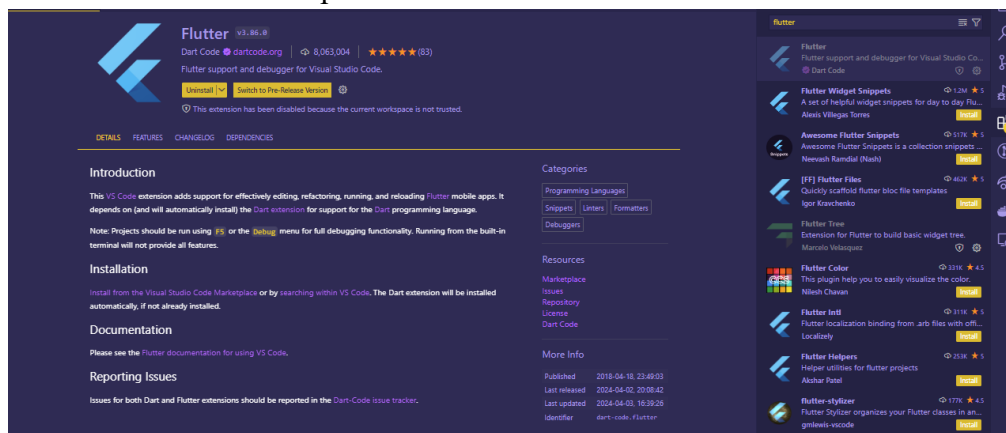 Flutter v3.86.0
Dart Code dartcode.org 8,063,004 (83)
Flutter support and debugger for Visual Studio Code.
Uninstall Switch to Pre-Release Version
This extension has been disabled because the current workspace is not trusted.
DETAILS FEATURES CHANGELOG DEPENDENCIES
Introduction
This VS Code extension adds support for effectively editing, refactoring, running, and reloading Flutter mobile apps. It
depends on (and will automatically install) the Dart extension for support for the Dart programming language.
Note: Projects should be run using F5 or the Debug menu for full debugging functionality. Running from the built-in
terminal will not provide all features.
Installation
Install from the Visual Studio Code Marketplace or by searching within VS Code. The Dart extension will be installed
automatically, if not already installed.
Documentation
Please see the Flutter documentation for using VS Code.
Reporting Issues
Issues for both Dart and Flutter extensions should be reported in the Dart-Code issue tracker.
Categories
Programming Languages
Snippets Linters Formatters
Debuggers
Resources
Marketplace
Issues
Repository
License
Dart Code
More Info
Published 2018-04-18, 23:49:03
Last released 2024-04-02, 20:08:42
Last updated 2024-04-03, 16:39:26
Identifier dart-code.flutter
flutter
Flutter
Flutter support and debugger for Visual Studio Co...
Dart Code
Flutter Widget Snippets 1.2M 5
A set of helpful widget snippets for day to day Flu...
Alexis Villegas Torres Install
Awesome Flutter Snippets 517K 5
Awesome Flutter Snippets is a collection snippets ...
Neevash Ramdial (Nash) Install
[FF] Flutter Files 462K 5
Quickly scaffold flutter bloc file templates
Igor Kravchenko Install
Flutter Tree
Extension for Flutter to build basic widget tree.
Marcelo Velasquez
Flutter Color 331K 4.5
This plugin help you to easily visualize the color.
Nilesh Chavan Install
Flutter Intl 311K 5
Flutter localization binding from .arb files with offi...
Localizely Install
Flutter Helpers 253K 5
Helper utilities for flutter projects
Akshar Patel Install
flutter-stylizer 177K 4.5
Flutter Stylizer organizes your Flutter classes in an...
gmlewis-vscode Install